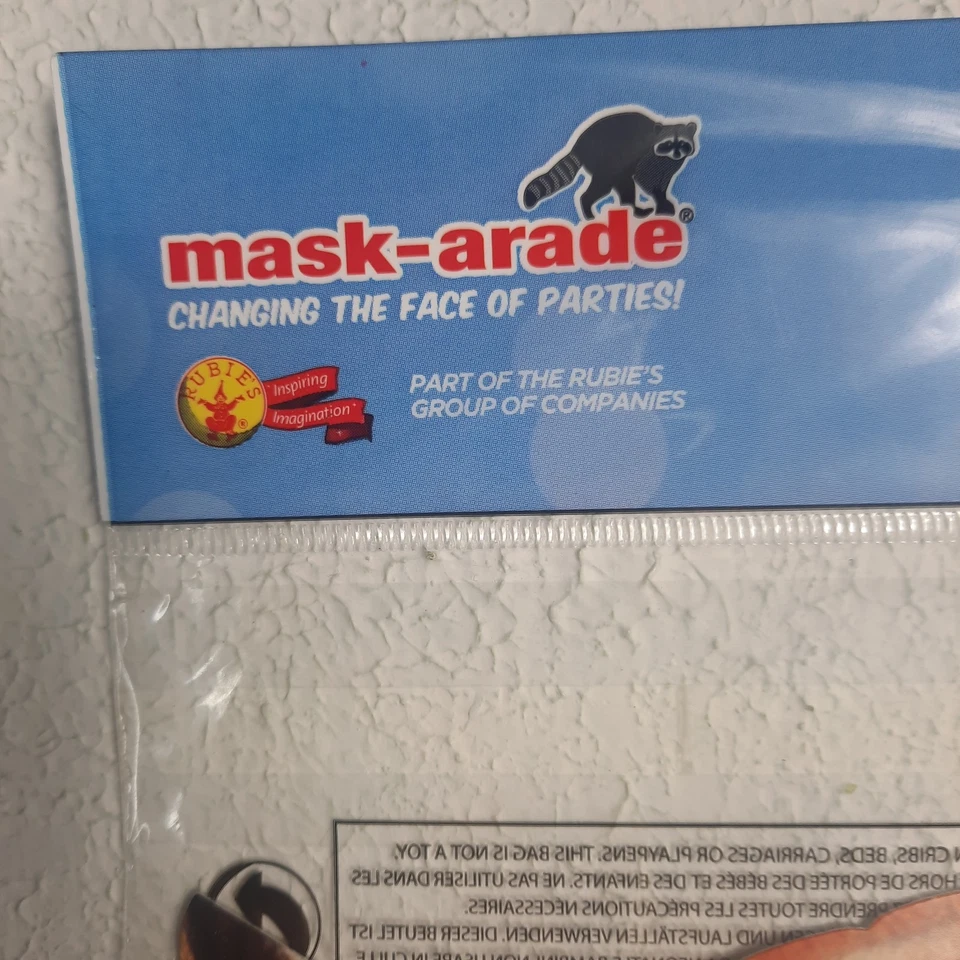 mask-arade®
CHANGING THE FACE OF PARTIES!
RUBIE'S
Inspiring
Imagination
PART OF THE RUBIE'S
GROUP OF COMPANIES
CRIBS, BEDS, CARRIAGES OR PLAYPENS. THIS BAG IS NOT A TOY.
HORS DE PORTÉE DES BÉBÉS ET DES ENFANTS. NE PAS UTILISER DANS LES
PRENDRE TOUTES LES PRÉCAUTIONS NÉCESSAIRES.
UND LAUFSTÄLLEN VERWENDEN. DIESER BEUTEL IST